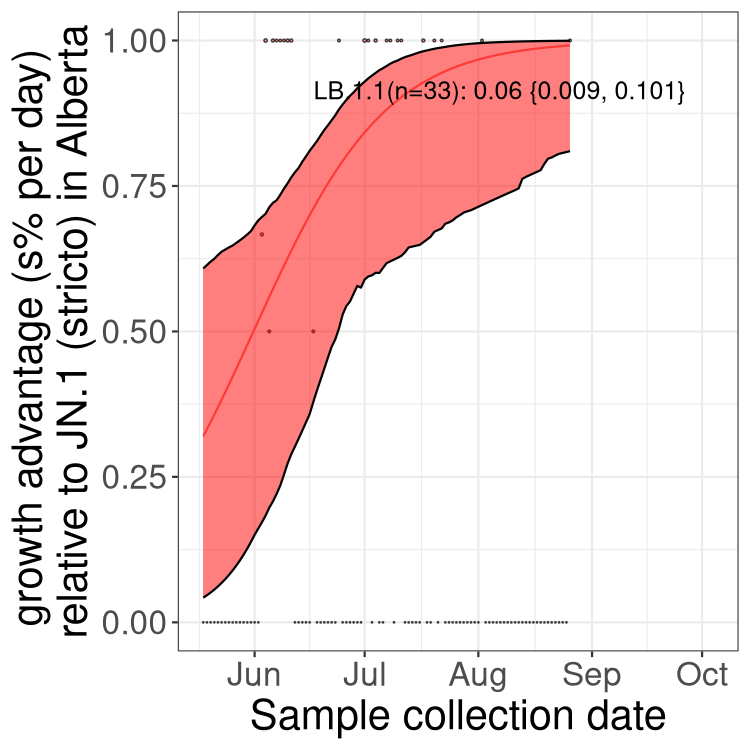 growth advantage (s% per day)
relative to JN.1 (stricto) in Alberta
1.00
0.75
0.50
0.25
0.00
LB.1.1(n=33): 0.06 {0.009, 0.101}
Jun Jul Aug Sep Oct
Sample collection date